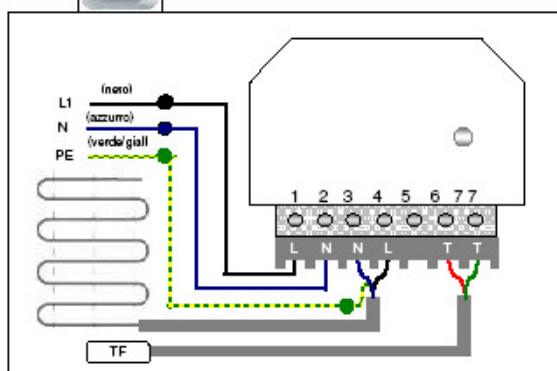 (nero)
L1
(azzurro)
N
(verde/giall
PE
1 2 3 4 5 6 7 7
L N N L T T
TF